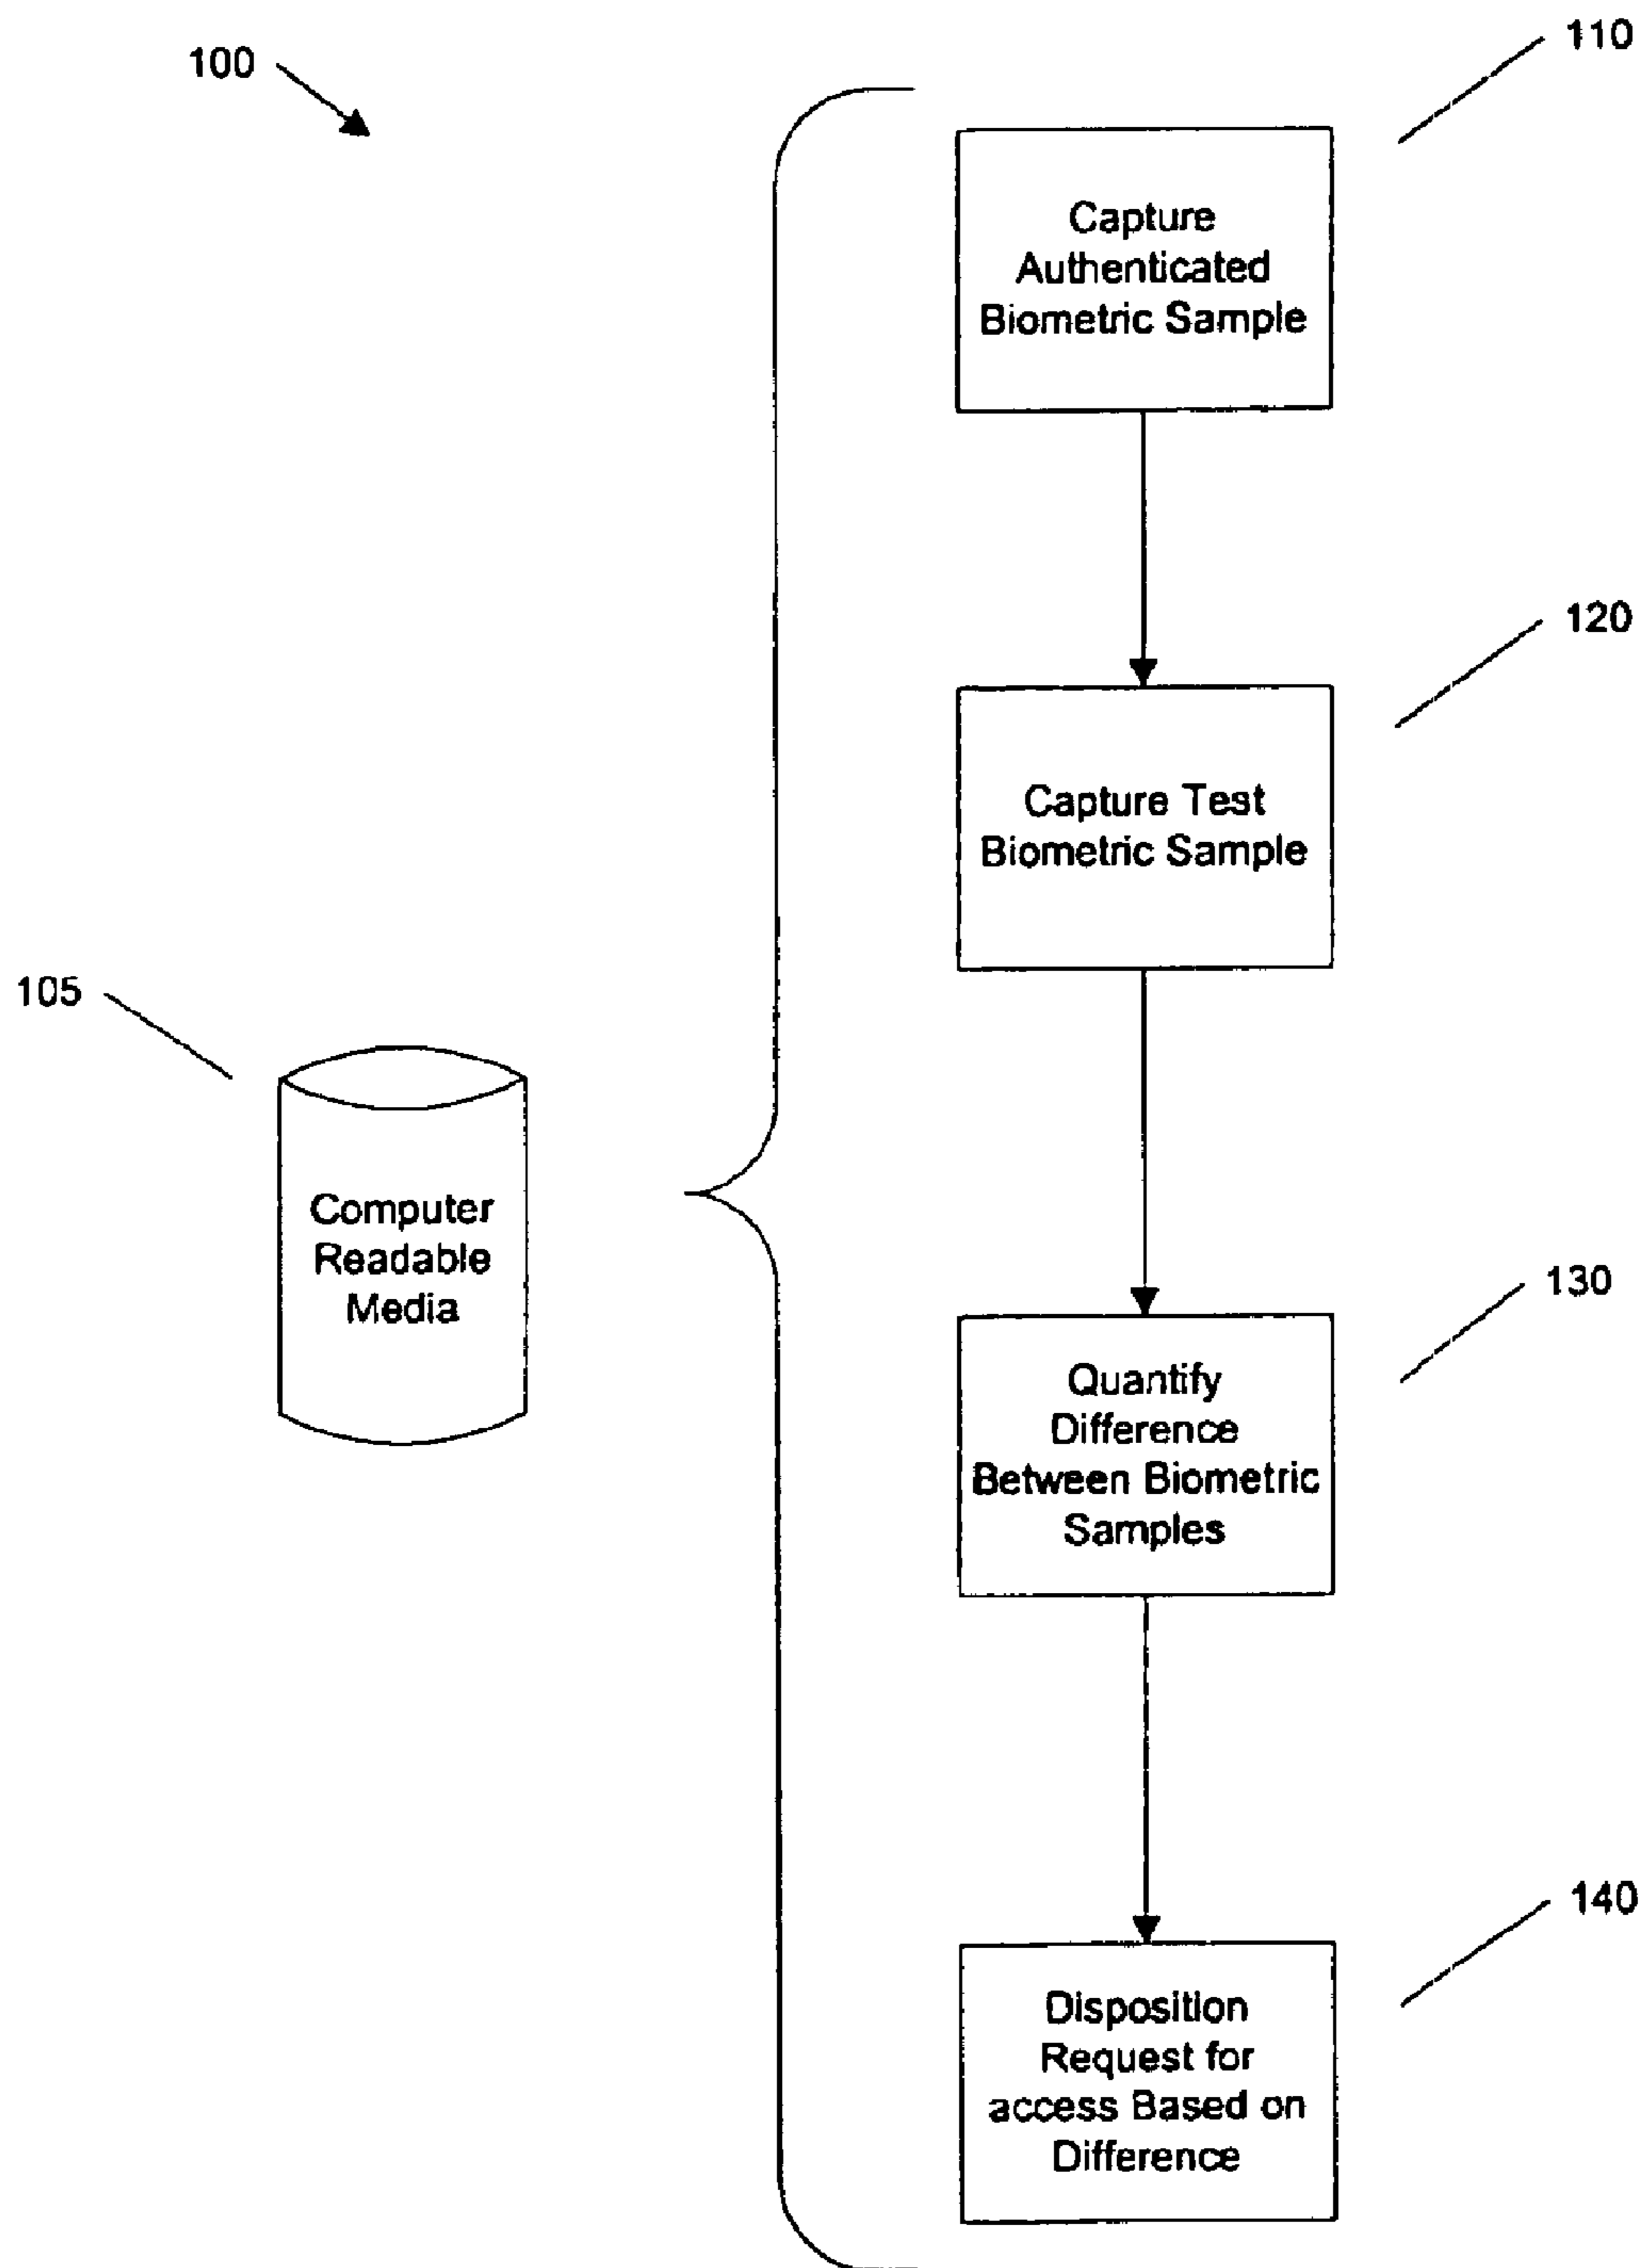 100
110
Capture
Authenticated
Biometric Sample
120
Capture Test
Biometric Sample
105
Computer
Readable
Media
130
Quantify
Difference
Between Biometric
Samples
140
Disposition
Request for
access Based on
Difference